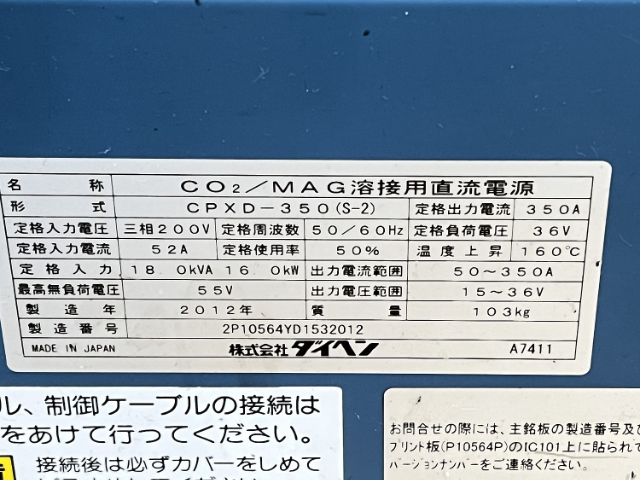 名 称 CO2/MAG溶接用直流電源
形 式 CPXD-350(S-2) 定格出力電流 350A
定格入力電圧 三相200V 定格周波数 50/60Hz 定格負荷電圧 36V
定格入力電流 52A 定格使用率 50% 温度上昇 160℃
定格入力 18.0kVA 16.0kW 出力電流範囲 50~350A
最高無負荷電圧 55V 出力電圧範囲 15~36V
製造年 2012年 質量 103kg
製造番号 2P10564YD1532012
MADE IN JAPAN 株式会社ダイヘン A7411
ル、制御ケーブルの接続は
をあけて行ってください。
接続後は必ずカバーをしめて
お問合せの際には、主銘板の製造番号及び
プリント板(P10564P)のIC101上に貼られて
バージョンナンバーをご連絡ください。